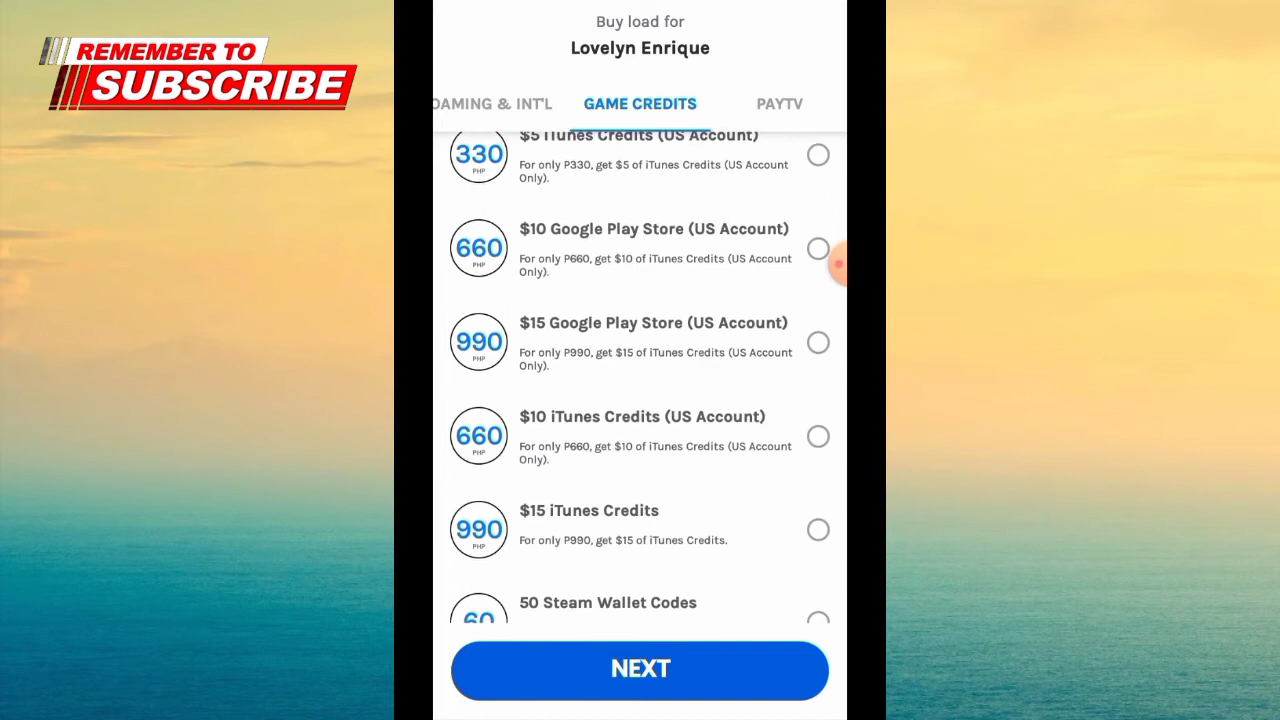 REMEMBER TO
SUBSCRIBE
Buy load for
Lovelyn Enrique
OAMING & INT'L GAME CREDITS PAYTV
330
PHP
$5 iTunes Credits (US Account)
For only P330, get $5 of iTunes Credits (US Account
Only).
660
PHP
$10 Google Play Store (US Account)
For only P660, get $10 of iTunes Credits (US Account
Only).
990
PHP
$15 Google Play Store (US Account)
For only P990, get $15 of iTunes Credits (US Account
Only).
660
PHP
$10 iTunes Credits (US Account)
For only P660, get $10 of iTunes Credits (US Account
Only).
990
PHP
$15 iTunes Credits
For only P990, get $15 of iTunes Credits.
60
50 Steam Wallet Codes
NEXT